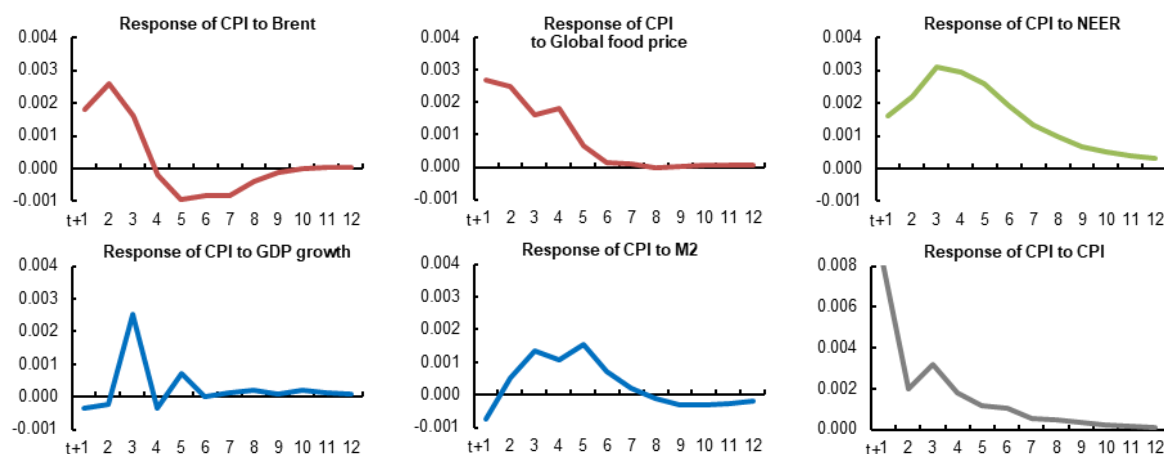 Response of CPI to Brent
0.004
0.003
0.002
0.001
0.000
-0.001
t+1 2 3 4 5 6 7 8 9 10 11 12
Response of CPI
to Global food price
0.004
0.003
0.002
0.001
0.000
-0.001
t+1 2 3 4 5 6 7 8 9 10 11 12
Response of CPI to NEER
0.004
0.003
0.002
0.001
0.000
-0.001
t+1 2 3 4 5 6 7 8 9 10 11 12
Response of CPI to GDP growth
0.004
0.003
0.002
0.001
0.000
-0.001
t+1 2 3 4 5 6 7 8 9 10 11 12
Response of CPI to M2
0.004
0.003
0.002
0.001
0.000
-0.001
t+1 2 3 4 5 6 7 8 9 10 11 12
Response of CPI to CPI
0.008
0.006
0.004
0.002
0.000
t+1 2 3 4 5 6 7 8 9 10 11 12